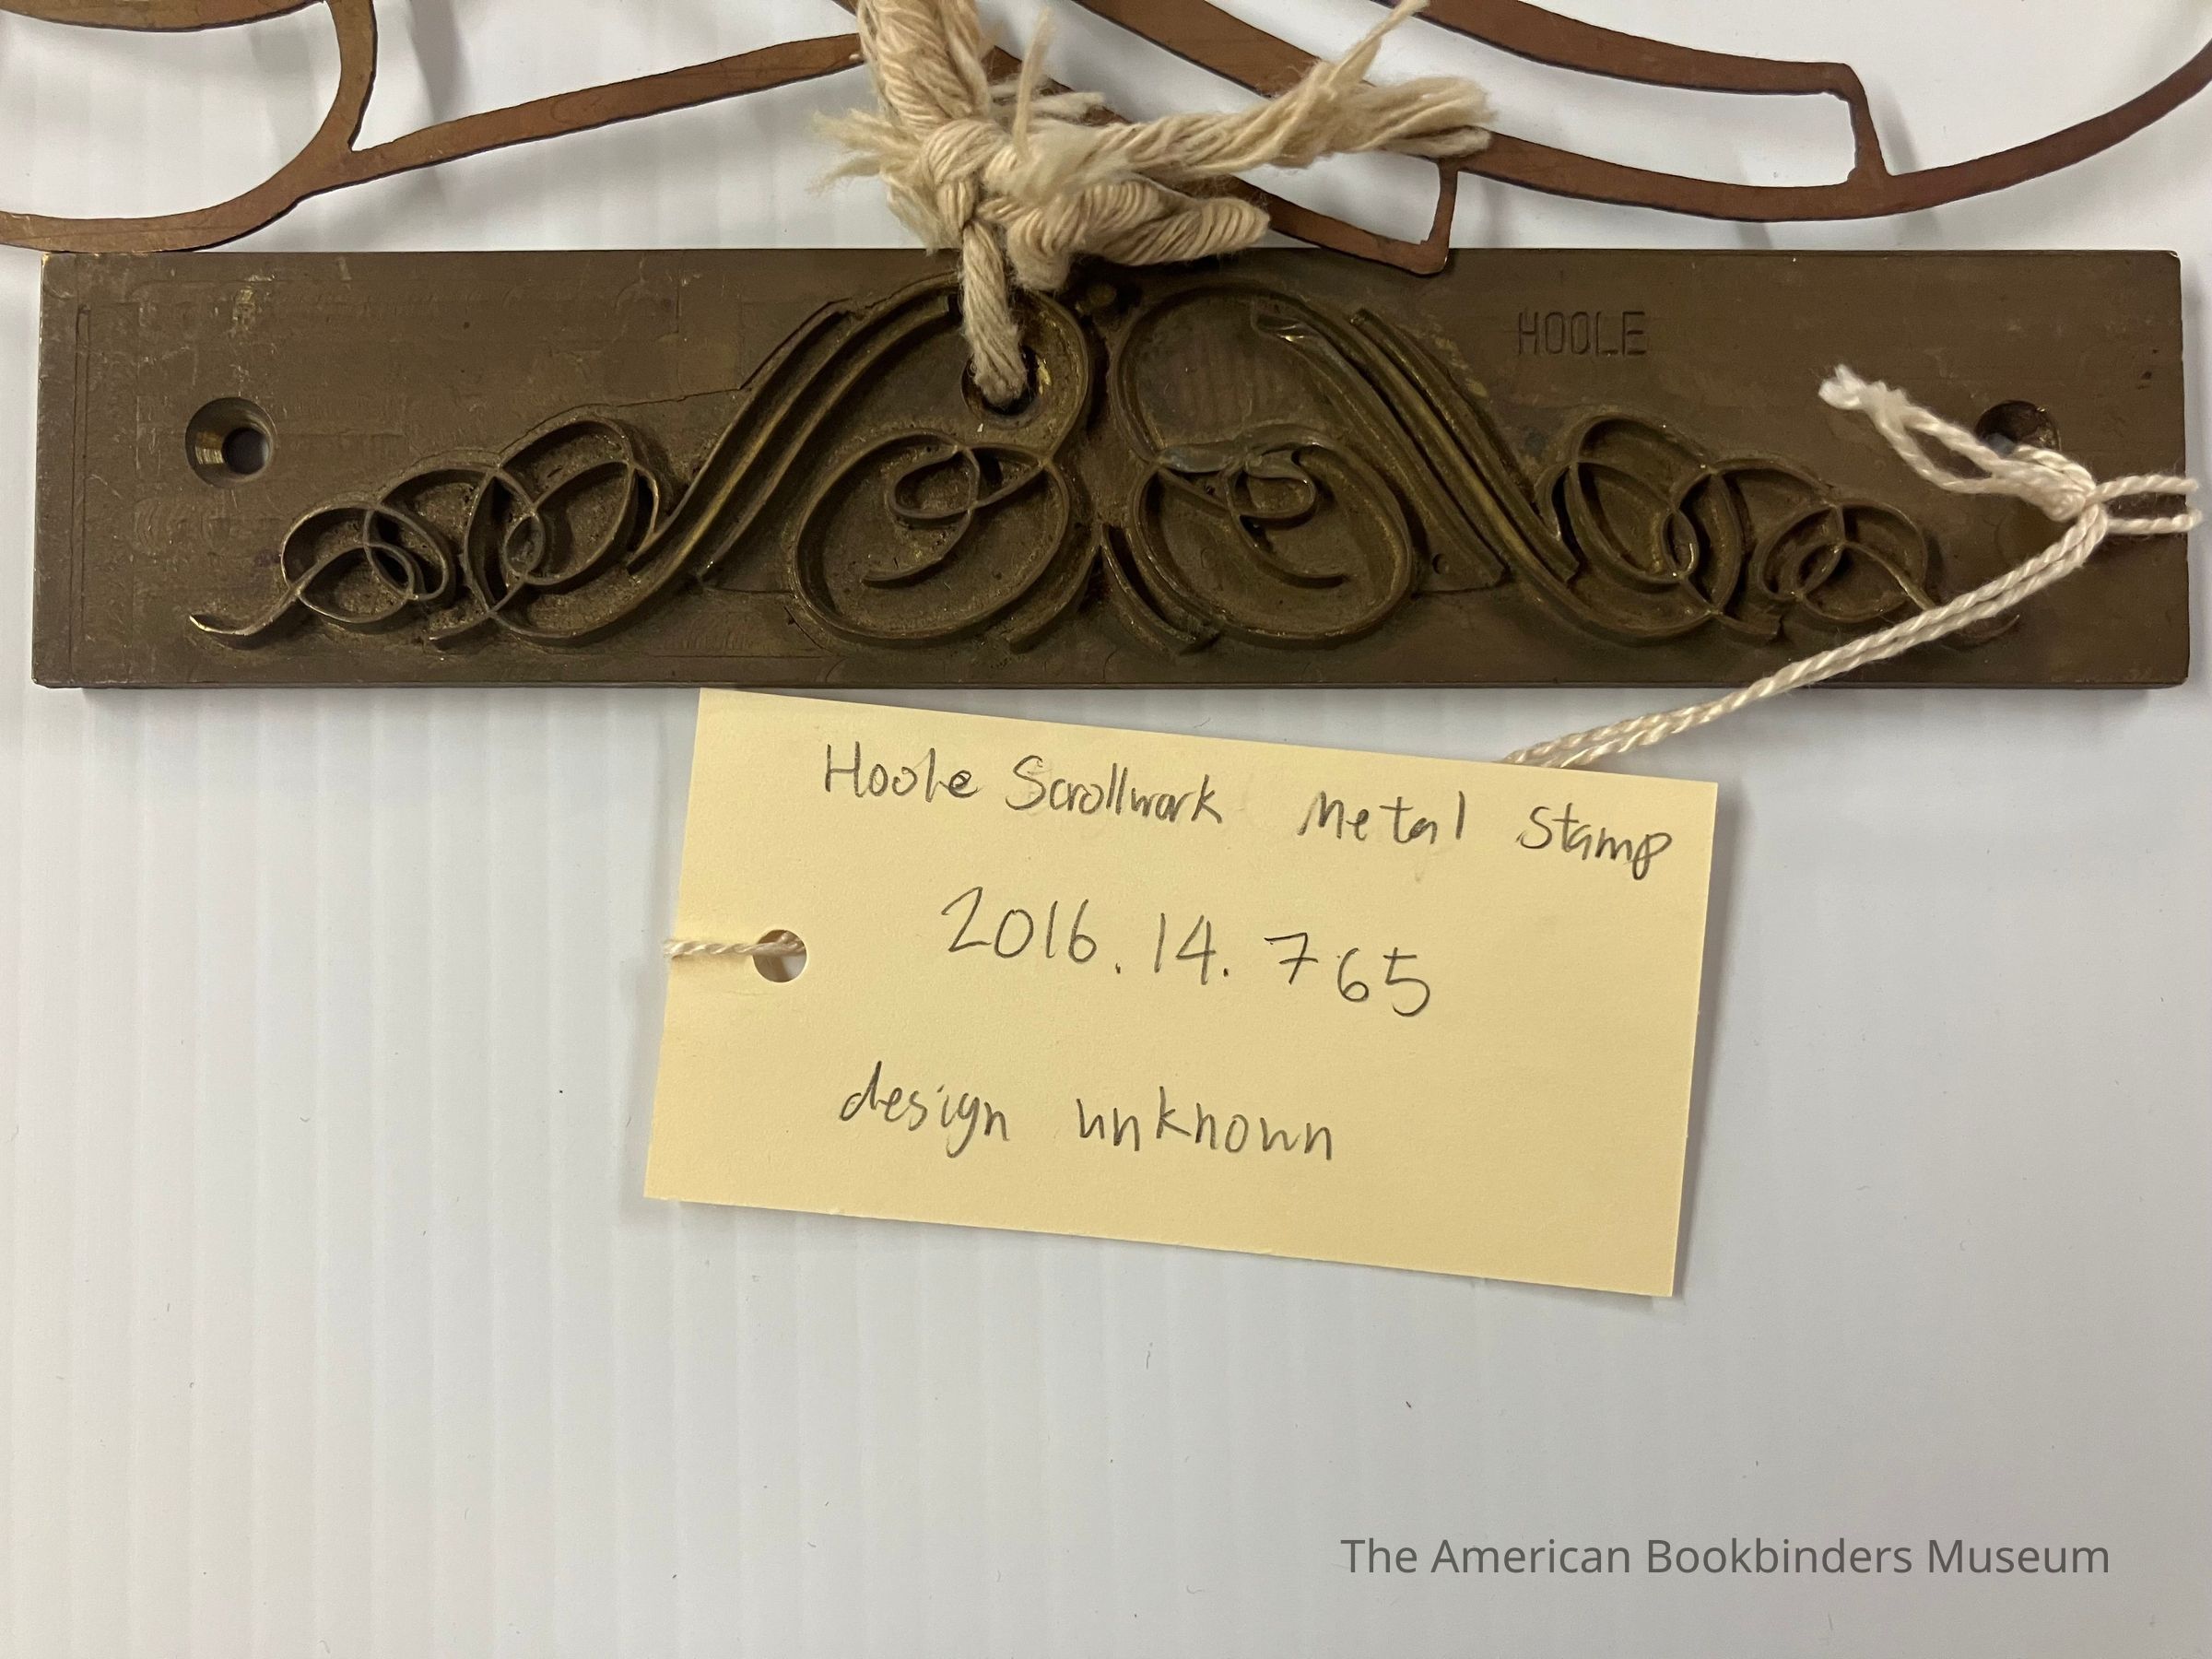 HOOLE
Hoole Scrollwork Metal Stamp
2016.14.765
design unknown
The American Bookbinders Museum